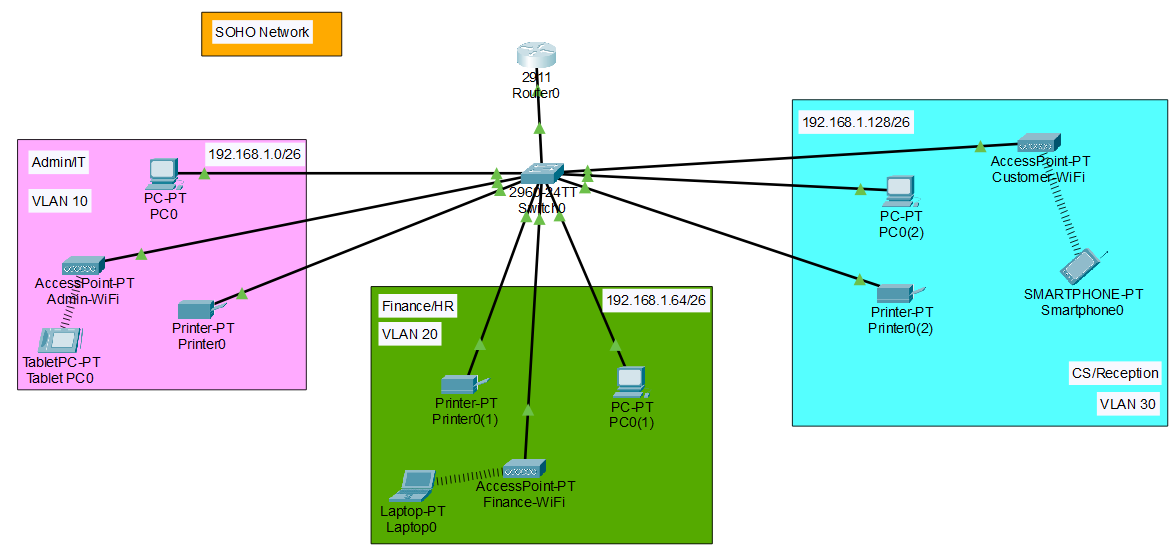 SOHO Network
2911
Router0
Admin/IT
192.168.1.0/26
VLAN 10
PC-PT
PC0
AccessPoint-PT
Admin-WiFi
Printer-PT
Printer0
TabletPC-PT
Tablet PC0
2960-24TT
Switch0
Finance/HR
192.168.1.64/26
VLAN 20
Printer-PT
Printer0(1)
PC-PT
PC0(1)
AccessPoint-PT
Finance-WiFi
Laptop-PT
Laptop0
192.168.1.128/26
AccessPoint-PT
Customer-WiFi
PC-PT
PC0(2)
SMARTPHONE-PT
Smartphone0
Printer-PT
Printer0(2)
CS/Reception
VLAN 30